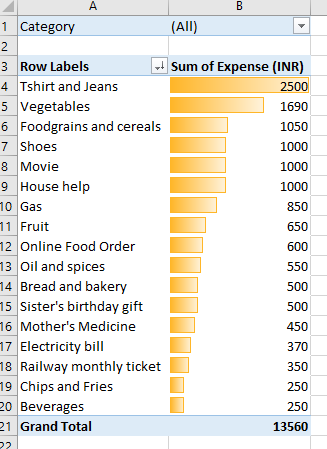 A B
1 Category (All)
2
3 Row Labels Sum of Expense (INR)
4 Tshirt and Jeans 2500
5 Vegetables 1690
6 Foodgrains and cereals 1050
7 Shoes 1000
8 Movie 1000
9 House help 1000
10 Gas 850
11 Fruit 650
12 Online Food Order 600
13 Oil and spices 550
14 Bread and bakery 500
15 Sister's birthday gift 500
16 Mother's Medicine 450
17 Electricity bill 370
18 Railway monthly ticket 350
19 Chips and Fries 250
20 Beverages 250
21 Grand Total 13560
22